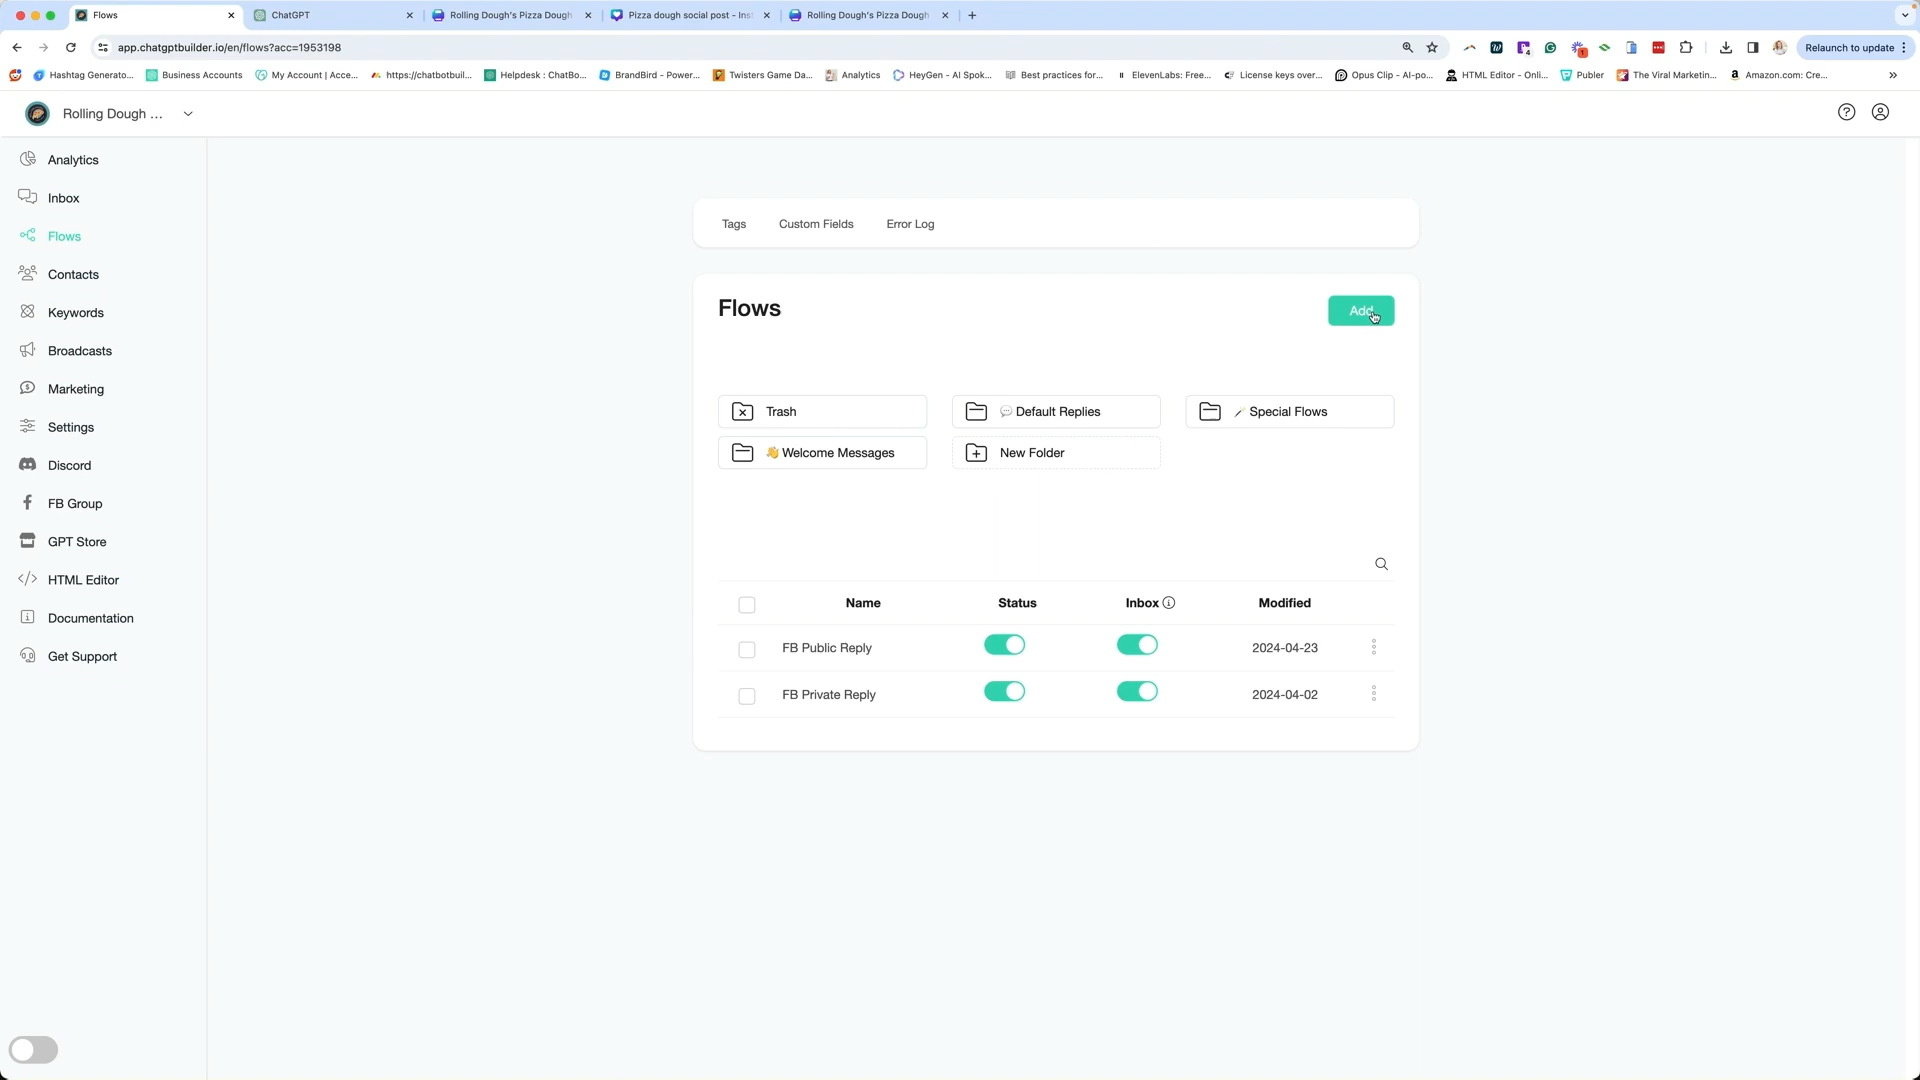 Flows
ChatGPT
Rolling Dough's Pizza Dough
Pizza dough social post - Ins
Rolling Dough's Pizza Dough
app.chatgptbuilder.io/en/flows?acc=1953198
Relaunch to update
Hashtag Generato...
Business Accounts
My Account | Acce...
https://chatbotbuil...
Helpdesk : ChatBo...
BrandBird - Power...
Twisters Game Da...
Analytics
HeyGen - AI Spok...
Best practices for...
ElevenLabs: Free...
License keys over...
Opus Clip - AI-po...
HTML Editor - Onli...
Publer
The Viral Marketin...
Amazon.com: Cre...
Rolling Dough ...
Analytics
Inbox
Flows
Contacts
Keywords
Broadcasts
Marketing
Settings
Discord
FB Group
GPT Store
HTML Editor
Documentation
Get Support
Tags Custom Fields Error Log
Flows
Add
Trash
Default Replies
Special Flows
Welcome Messages
New Folder
Name Status Inbox Modified
FB Public Reply 2024-04-23
FB Private Reply 2024-04-02